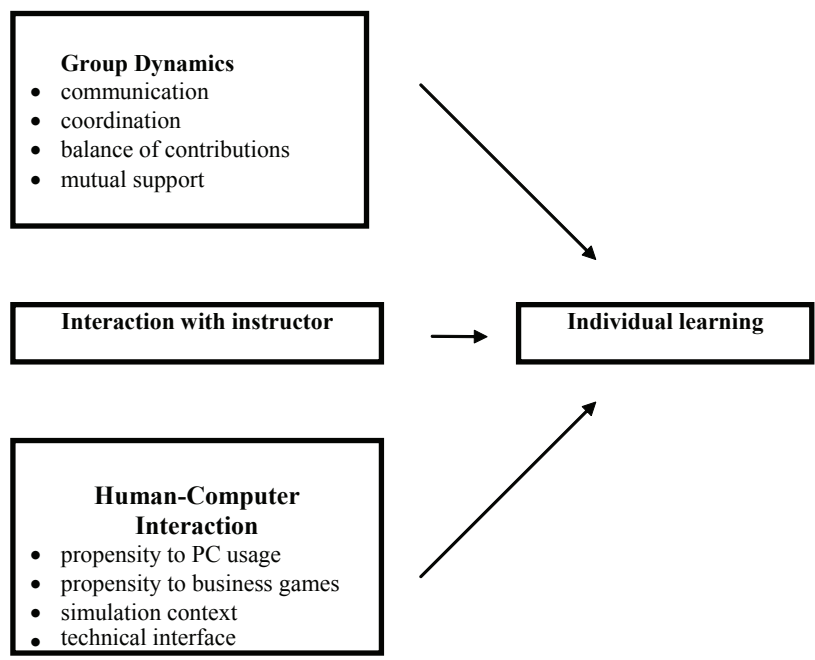 Group Dynamics
• communication
• coordination
• balance of contributions
• mutual support
Interaction with instructor
Individual learning
Human-Computer
Interaction
• propensity to PC usage
• propensity to business games
• simulation context
• technical interface